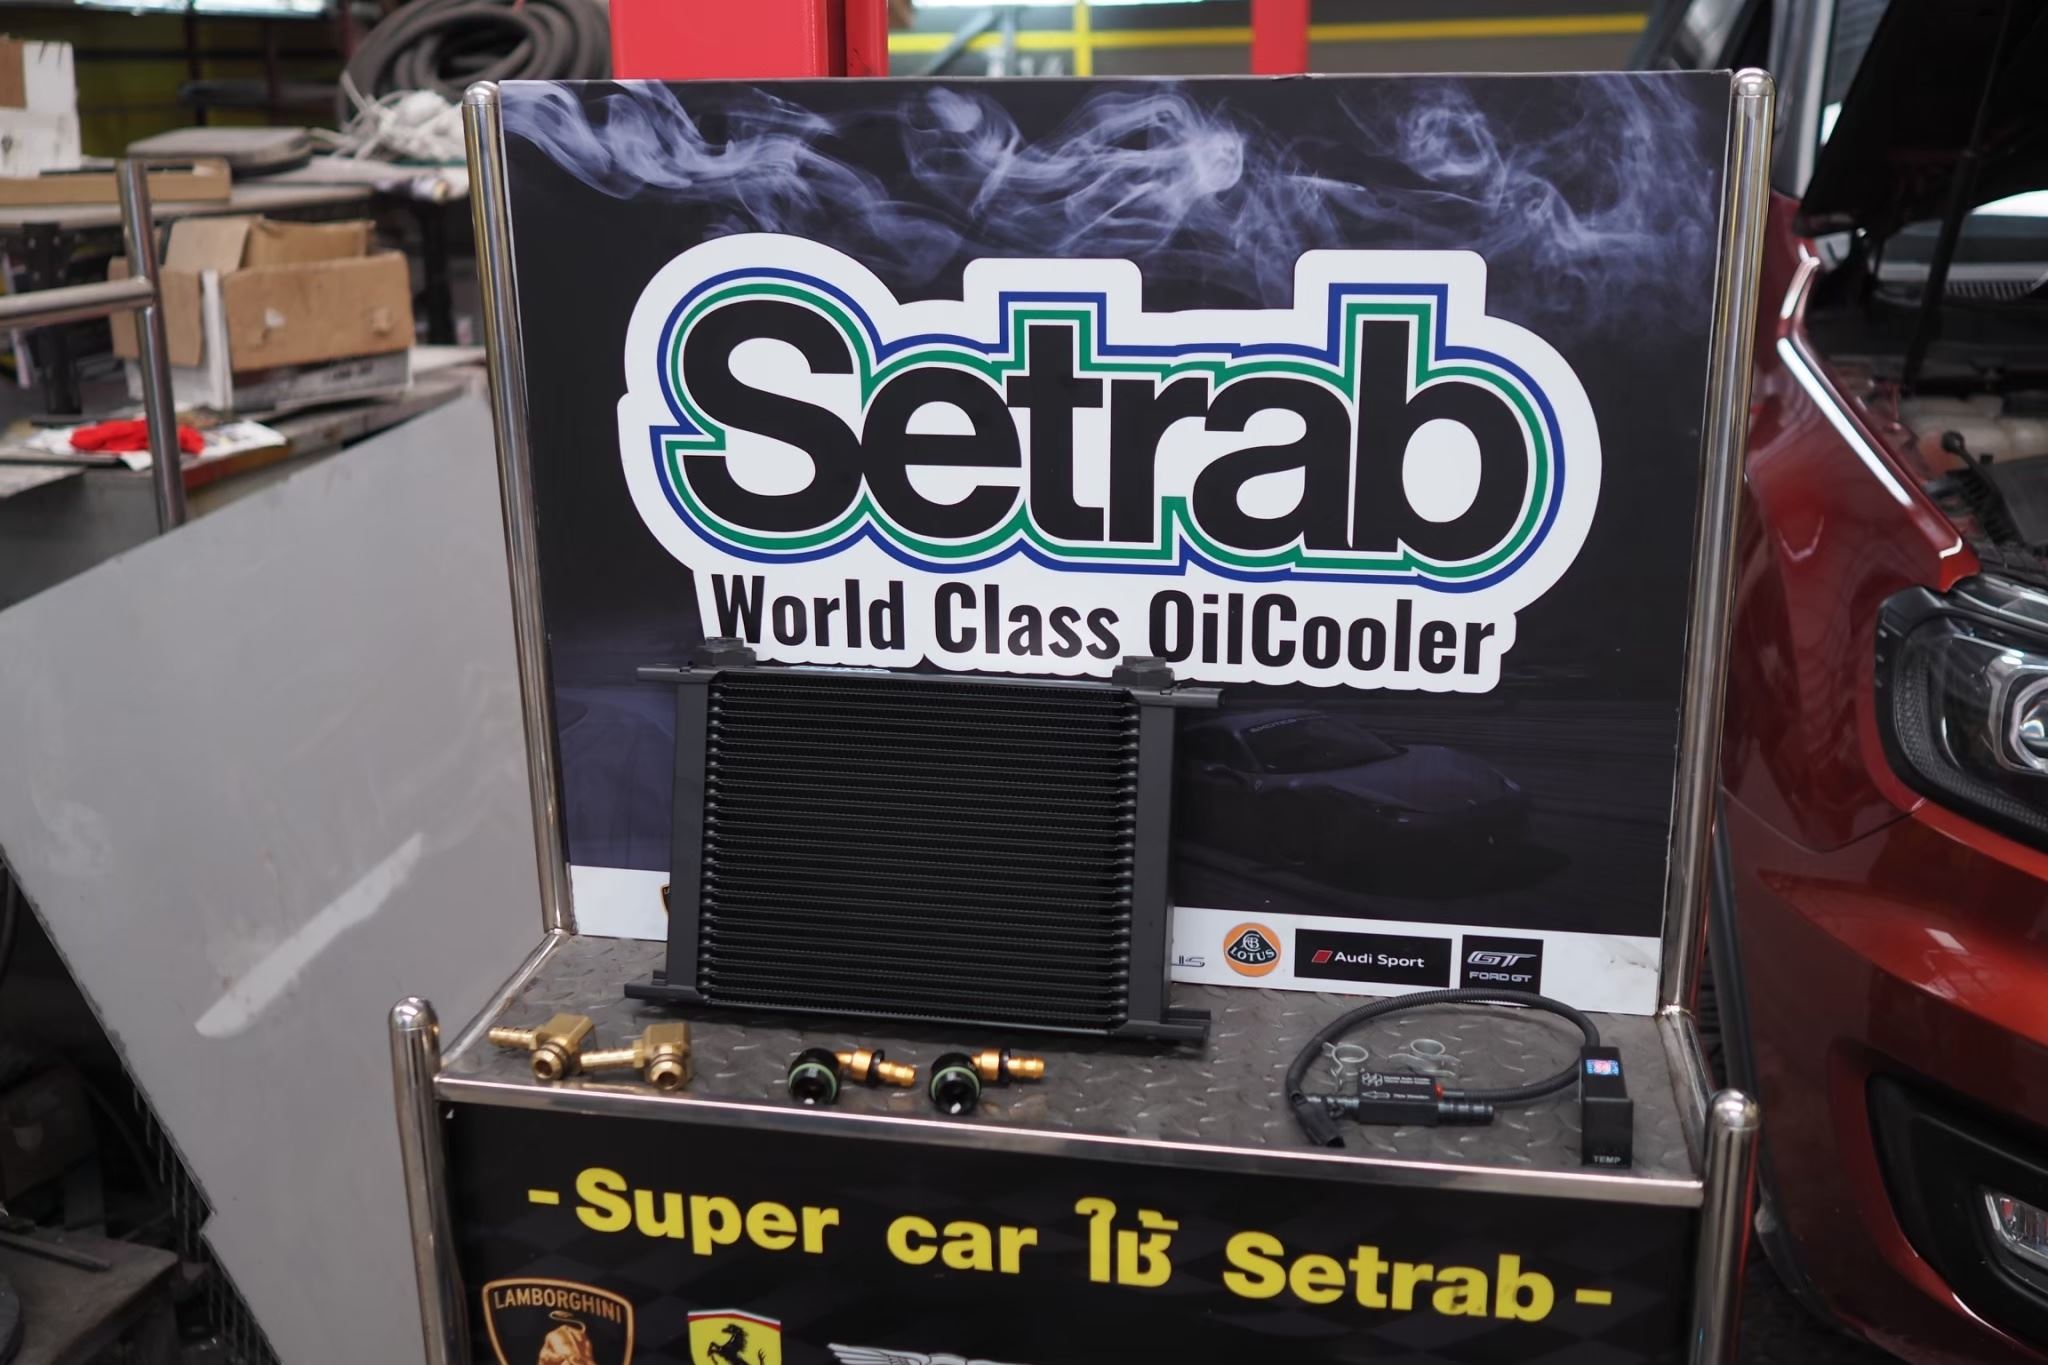 Setrab
World Class OilCooler
LOTUS
Audi Sport
GT
FORD GT
TEMP
- Super car ใช้ Setrab -
LAMBORGHINI